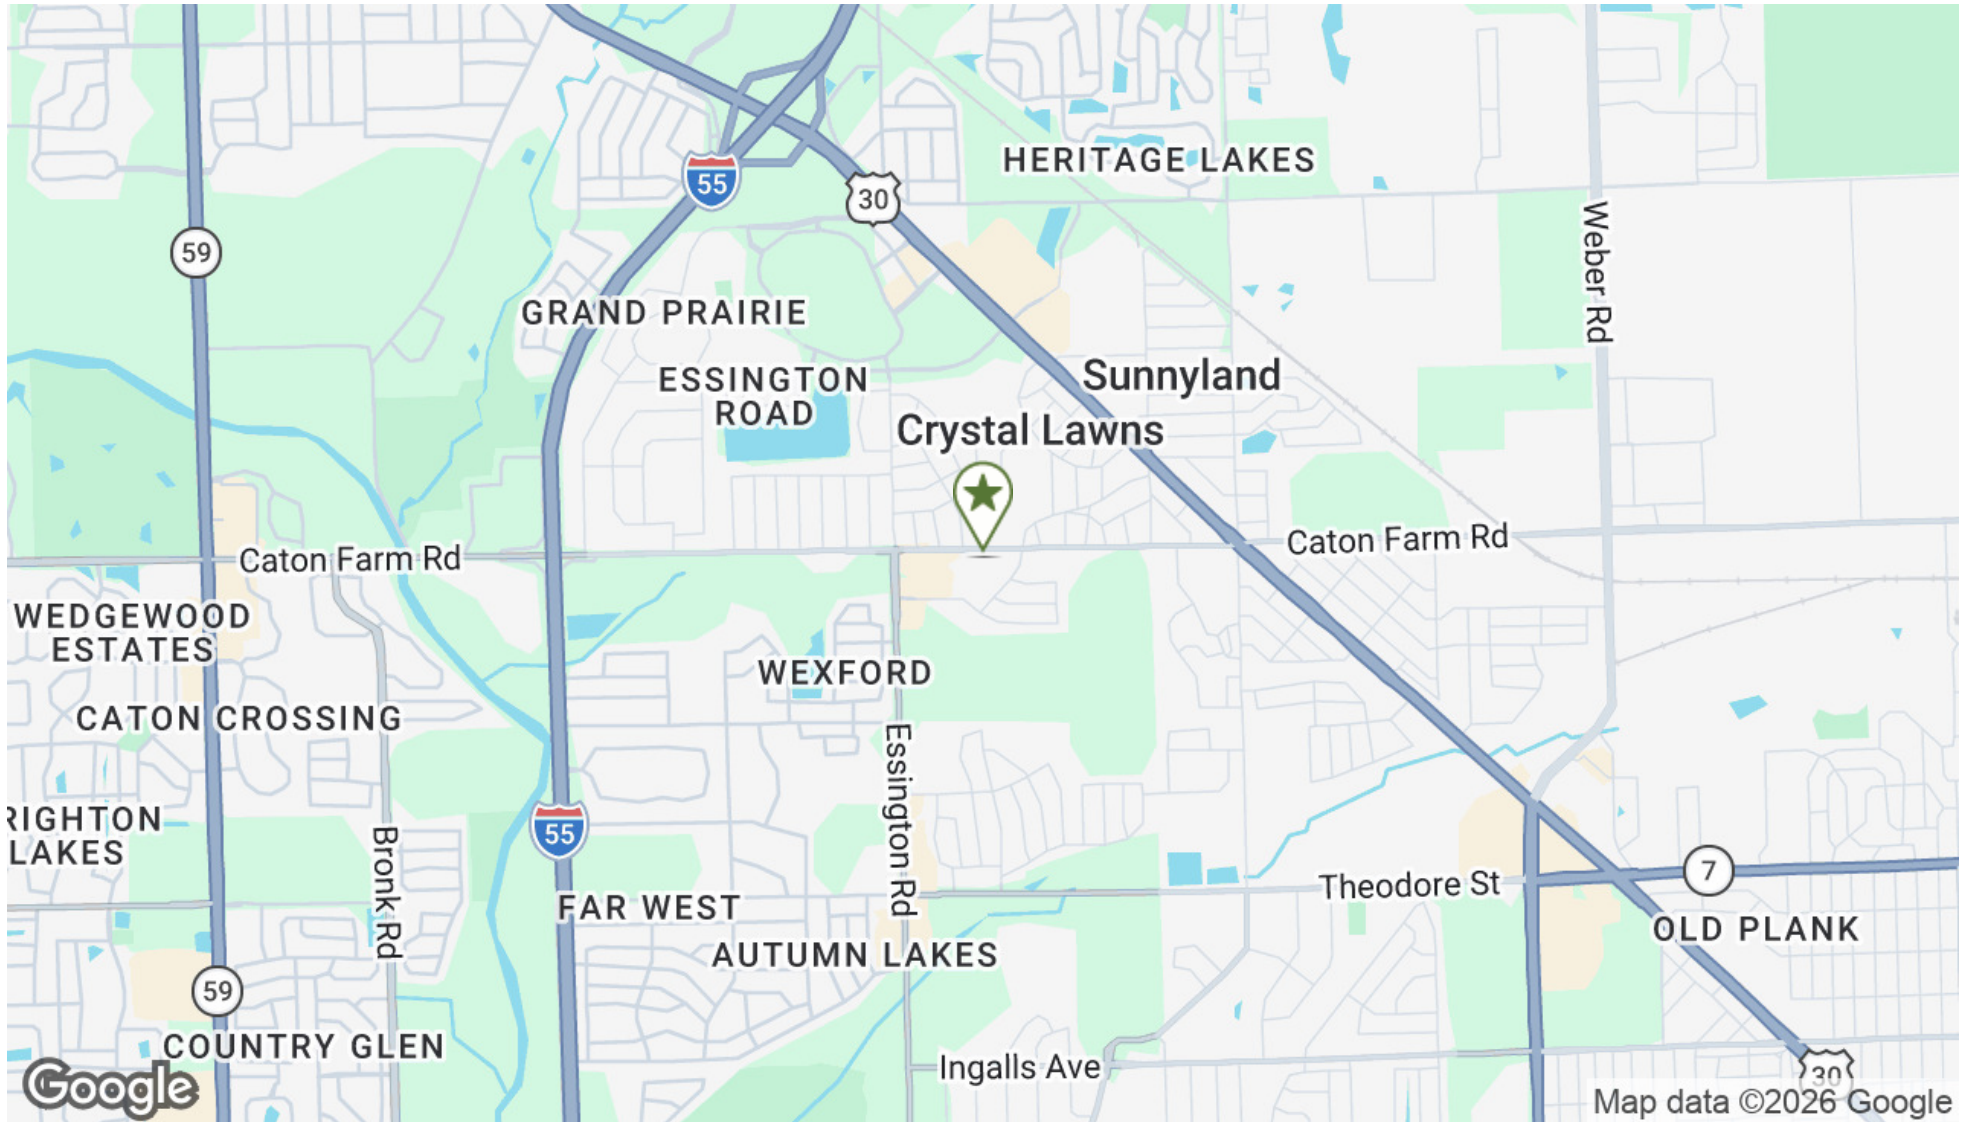 HERITAGE LAKES
55
30
59
Weber Rd
GRAND PRAIRIE
ESSINGTON
ROAD
Sunnyland
Crystal Lawns
Caton Farm Rd
Caton Farm Rd
WEDGEWOOD
ESTATES
WEXFORD
CATON CROSSING
Essington Rd
RIGHTON
LAKES
55
Bronk Rd
Theodore St
7
FAR WEST
OLD PLANK
AUTUMN LAKES
59
COUNTRY GLEN
Ingalls Ave
30
Google
Map data ©2026 Google